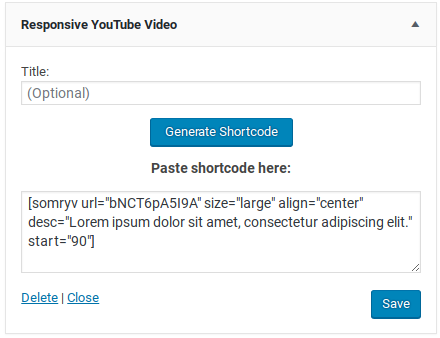 Responsive YouTube Video
Title:
(Optional)
Generate Shortcode
Paste shortcode here:
[somryv url="bNCT6pA5I9A" size="large" align="center"
desc="Lorem ipsum dolor sit amet, consectetur adipiscing elit."
start="90"]
Delete | Close
Save